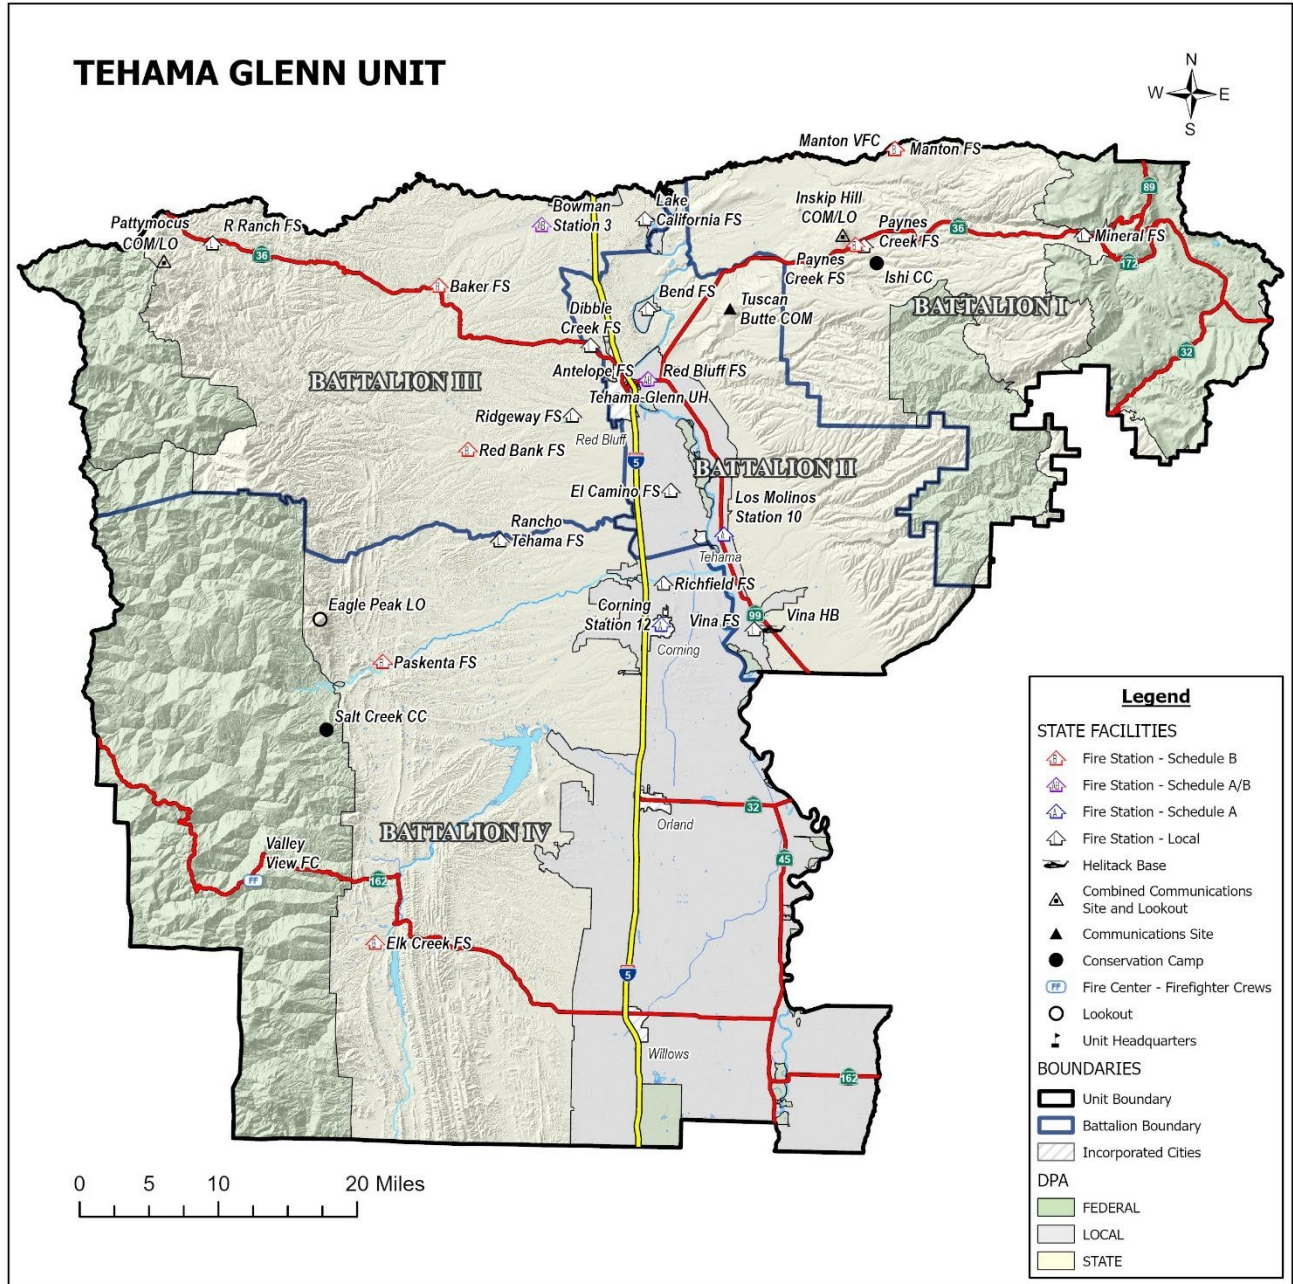 TEHAMA GLENN UNIT
N
W
E
S
Manton VFC
Manton FS
89
Bowman
Station 3
Lake
California FS
Inskip Hill
COM/LO
Paynes
Creek FS
36
Mineral FS
172
Pattymocus
COM/LO
R Ranch FS
36
Paynes
Creek FS
Ishi CC
Baker FS
Bend FS
Tuscan
Butte COM
BATTALION I
Dibble
Creek FS
32
Antelope FS
Red Bluff FS
BATTALION III
Tehama-Glenn UH
Ridgeway FS
Red Bluff
Red Bank FS
5
BATTALION II
El Camino FS
Los Molinos
Station 10
Rancho
Tehama FS
Tehama
Richfield FS
Eagle Peak LO
Corning
Station 12
Vina FS
99
Vina HB
Corning
Paskenta FS
Salt Creek CC
32
Orland
BATTALION IV
Valley
View FC
FF
162
45
Elk Creek FS
5
Willows
162
0 5 10 20 Miles
Legend
STATE FACILITIES
B Fire Station - Schedule B
AB Fire Station - Schedule A/B
A Fire Station - Schedule A
L Fire Station - Local
Helitack Base
Combined Communications
Site and Lookout
Communications Site
Conservation Camp
FF Fire Center - Firefighter Crews
Lookout
Unit Headquarters
BOUNDARIES
Unit Boundary
Battalion Boundary
Incorporated Cities
DPA
FEDERAL
LOCAL
STATE